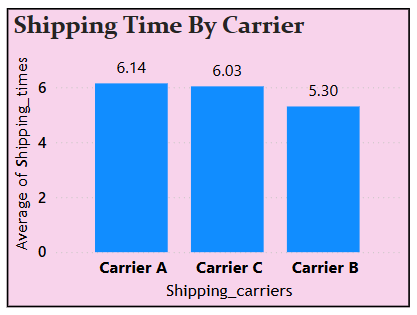 Shipping Time By Carrier
Average of Shipping_times
6
4
2
0
6.14
6.03
5.30
Carrier A
Carrier C
Carrier B
Shipping_carriers